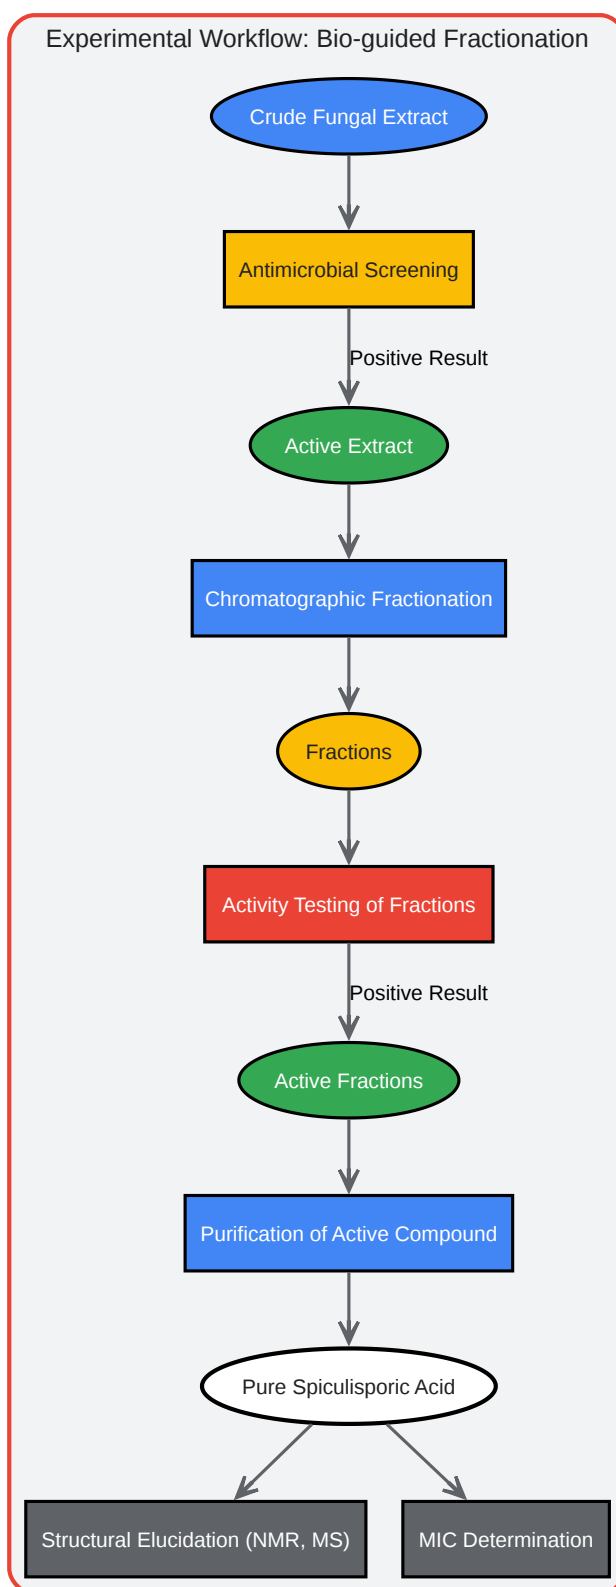 Experimental Workflow: Bio-guided Fractionation
Crude Fungal Extract
Antimicrobial Screening
Positive Result
Active Extract
Chromatographic Fractionation
Fractions
Activity Testing of Fractions
Positive Result
Active Fractions
Purification of Active Compound
Pure Spiculisporic Acid
Structural Elucidation (NMR, MS)
MIC Determination